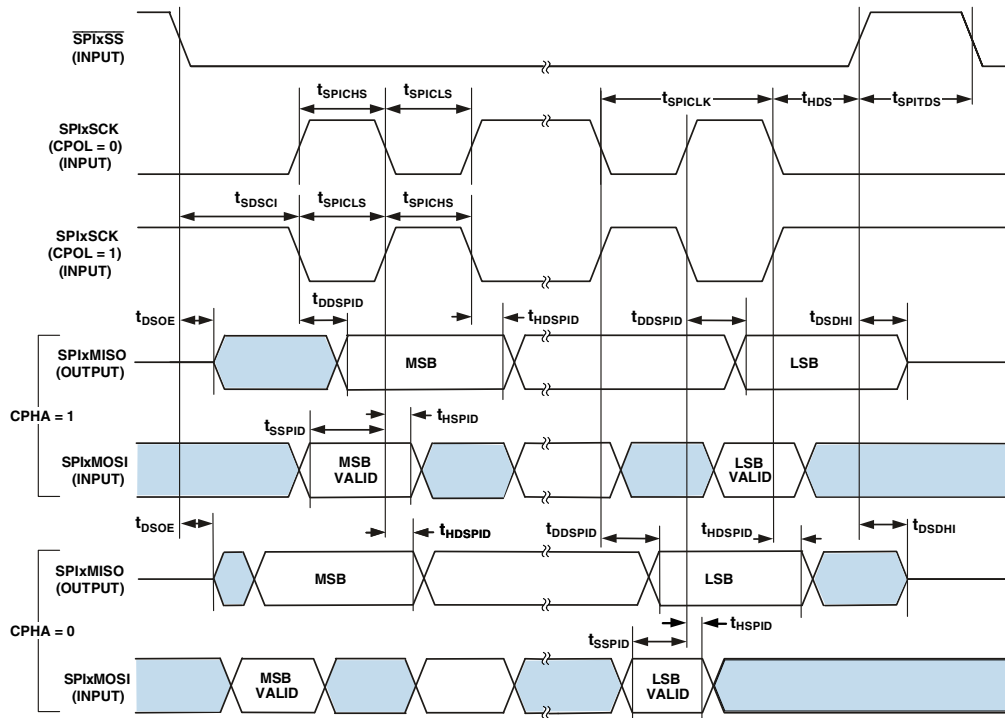 SPIxSS
(INPUT)
tSPICHS
tSPICLS
tSPICLK
tHDS
tSPITDS
SPIxSCK
(CPOL = 0)
(INPUT)
tSDSCI
tSPICLS
tSPICHS
SPIxSCK
(CPOL = 1)
(INPUT)
tDSOE
tDDSPID
tHDSPID
tDDSPID
tDSDHI
SPIxMISO
(OUTPUT)
MSB
LSB
CPHA = 1
tSSPID
tHSPID
SPIxMOSI
(INPUT)
MSB
VALID
LSB
VALID
tDSOE
tHDSPID
tDDSPID
tHDSPID
tDSDHI
SPIxMISO
(OUTPUT)
MSB
LSB
CPHA = 0
tSSPID
tHSPID
SPIxMOSI
(INPUT)
MSB
VALID
LSB
VALID